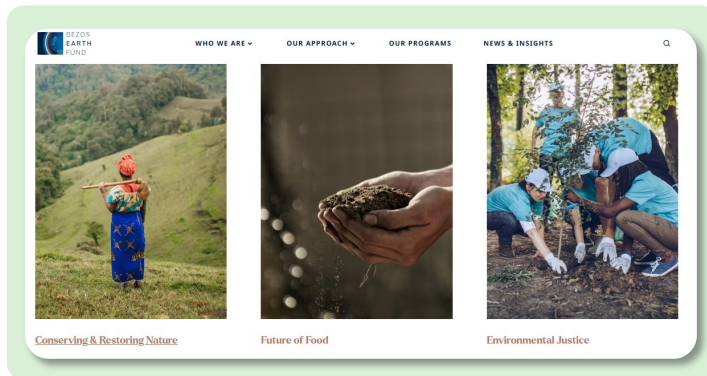 BEZOS
EARTH
FUND
WHO WE ARE
OUR APPROACH
OUR PROGRAMS
NEWS & INSIGHTS
Conserving & Restoring Nature
Future of Food
Environmental Justice